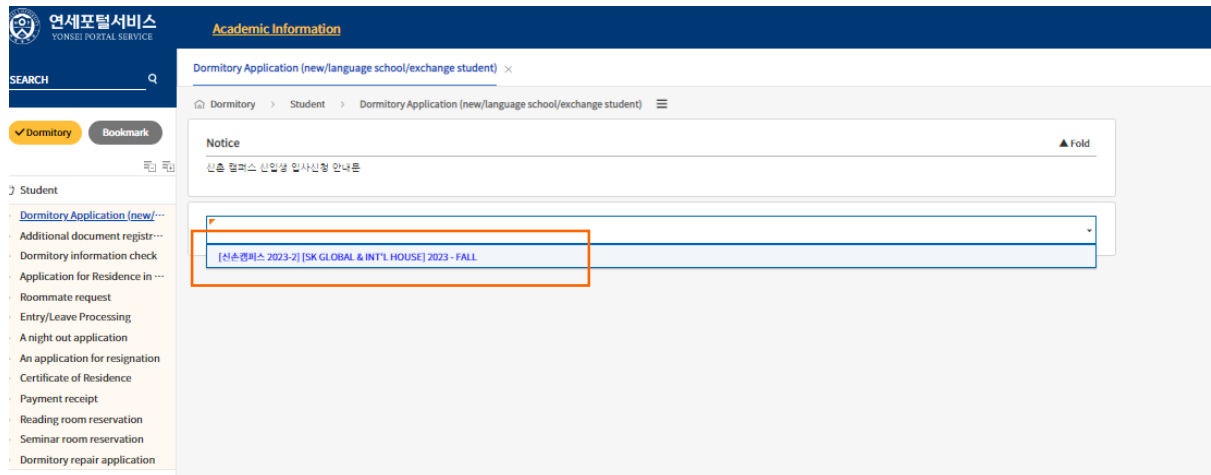 연세포털서비스
YONSEI PORTAL SERVICE
Academic Information
SEARCH
Dormitory Application (new/language school/exchange student) ×
Dormitory > Student > Dormitory Application (new/language school/exchange student)
✓Dormitory
Bookmark
Student
Dormitory Application (new/···
Additional document registr···
Dormitory information check
Application for Residence in ···
Roommate request
Entry/Leave Processing
A night out application
An application for resignation
Certificate of Residence
Payment receipt
Reading room reservation
Seminar room reservation
Dormitory repair application
Notice
▲ Fold
신촌 캠퍼스 신입생 입사신청 안내문
[신촌캠퍼스 2023-2] [SK GLOBAL & INT'L HOUSE] 2023 - FALL